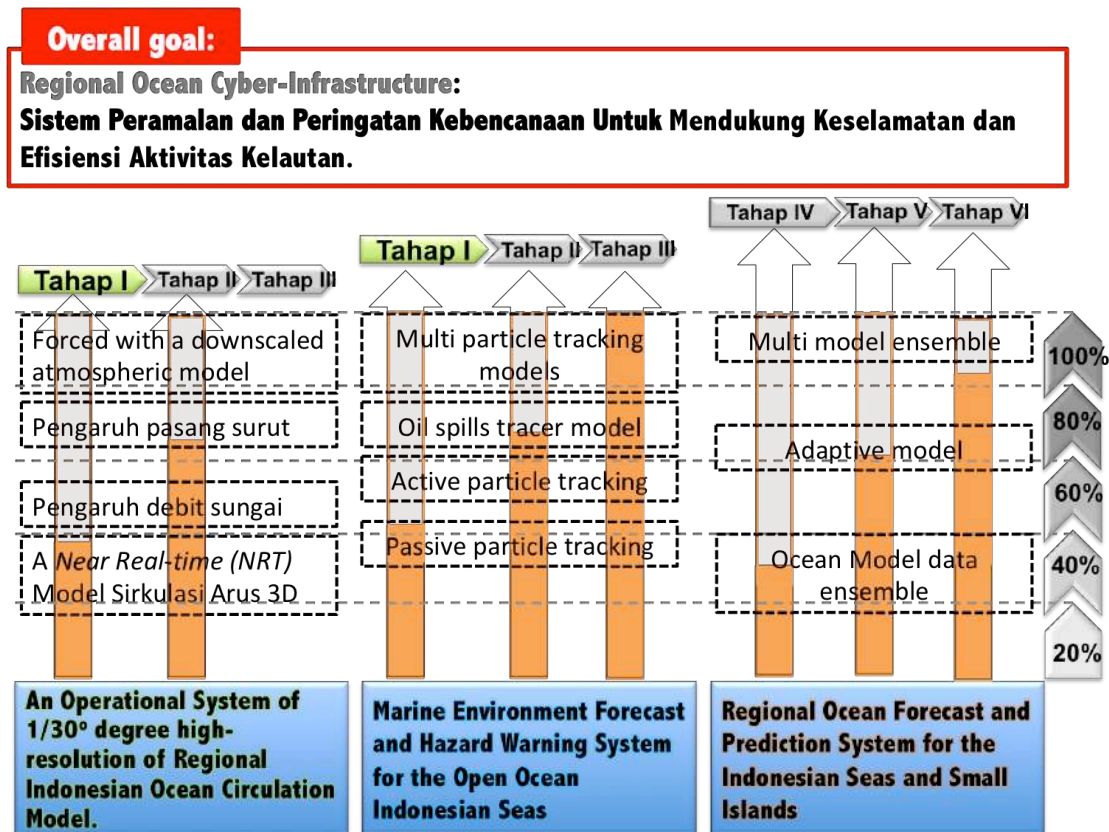 Overall goal:
Regional Ocean Cyber-Infrastructure:
Sistem Peramalan dan Peringatan Kebencanaan Untuk Mendukung Keselamatan dan
Efisiensi Aktivitas Kelautan.
Tahap I
Tahap II
Tahap III
Forced with a downscaled
atmospheric model
Pengaruh pasang surut
Pengaruh debit sungai
A Near Real-time (NRT)
Model Sirkulasi Arus 3D
An Operational System of
1/30° degree high-
resolution of Regional
Indonesian Ocean Circulation
Model.
Tahap I
Tahap II
Tahap III
Multi particle tracking
models
Oil spills tracer model
Active particle tracking
Passive particle tracking
Marine Environment Forecast
and Hazard Warning System
for the Open Ocean
Indonesian Seas
Tahap IV
Tahap V
Tahap VI
Multi model ensemble
Adaptive model
Ocean Model data
ensemble
Regional Ocean Forecast and
Prediction System for the
Indonesian Seas and Small
Islands
100%
80%
60%
40%
20%